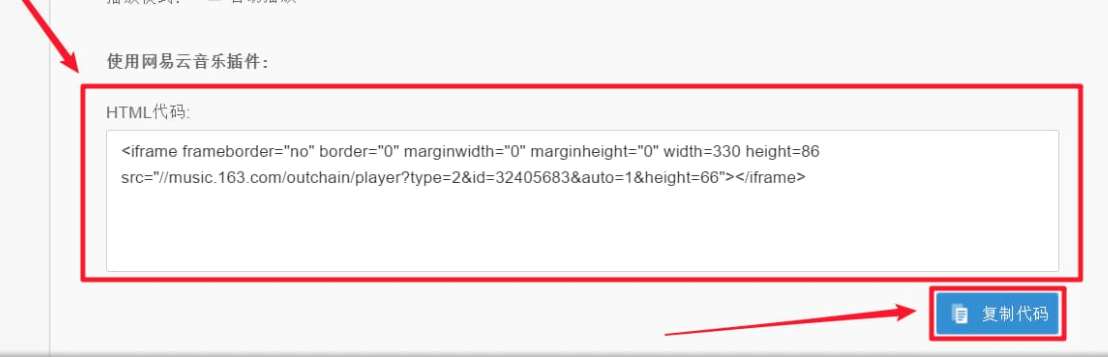 使用网易云音乐插件：
HTML代码:
<iframe frameborder="no" border="0" marginwidth="0" marginheight="0" width=330 height=86
src="//music.163.com/outchain/player?type=2&id=32405683&auto=1&height=66"></iframe>
复制代码